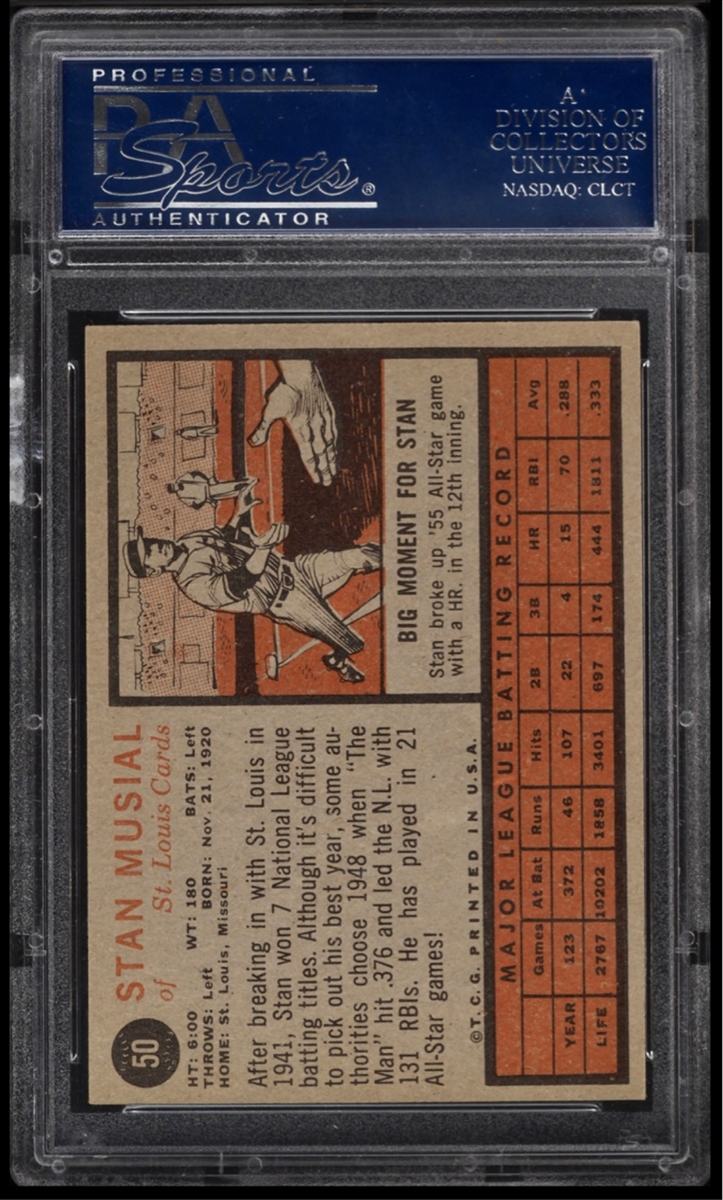 PROFESSIONAL
PSA
Sports®
AUTHENTICATOR
A
DIVISION OF
COLLECTORS
UNIVERSE
NASDAQ: CLCT
50
STAN MUSIAL
of St. Louis Cards
HT: 6:00 WT: 180 BATS: Left
THROWS: Left BORN: Nov. 21, 1920
HOME: St. Louis, Missouri
After breaking in with St. Louis in
1941, Stan won 7 National League
batting titles. Although it's difficult
to pick out his best year, some au-
thorities choose 1948 when "The
Man" hit .376 and led the N.L. with
131 RBIs. He has played in 21
All-Star games!
©T.C.G. PRINTED IN U.S.A.
BIG MOMENT FOR STAN
Stan broke up '55 All-Star game
with a HR. in the 12th inning.
MAJOR LEAGUE BATTING RECORD
Games At Bat Runs Hits 2B 3B HR RBI Avg
YEAR 123 372 46 107 22 4 15 70 .288
LIFE 2767 10202 1858 3401 697 174 444 1811 .333